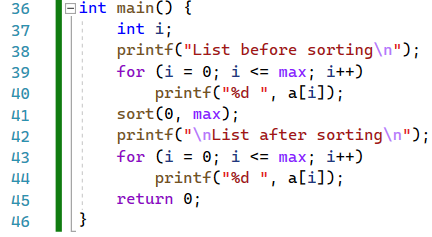 36 int main() {
37     int i;
38     printf("List before sorting\n");
39     for (i = 0; i <= max; i++)
40         printf("%d ", a[i]);
41     sort(0, max);
42     printf("\nList after sorting\n");
43     for (i = 0; i <= max; i++)
44         printf("%d ", a[i]);
45     return 0;
46 }